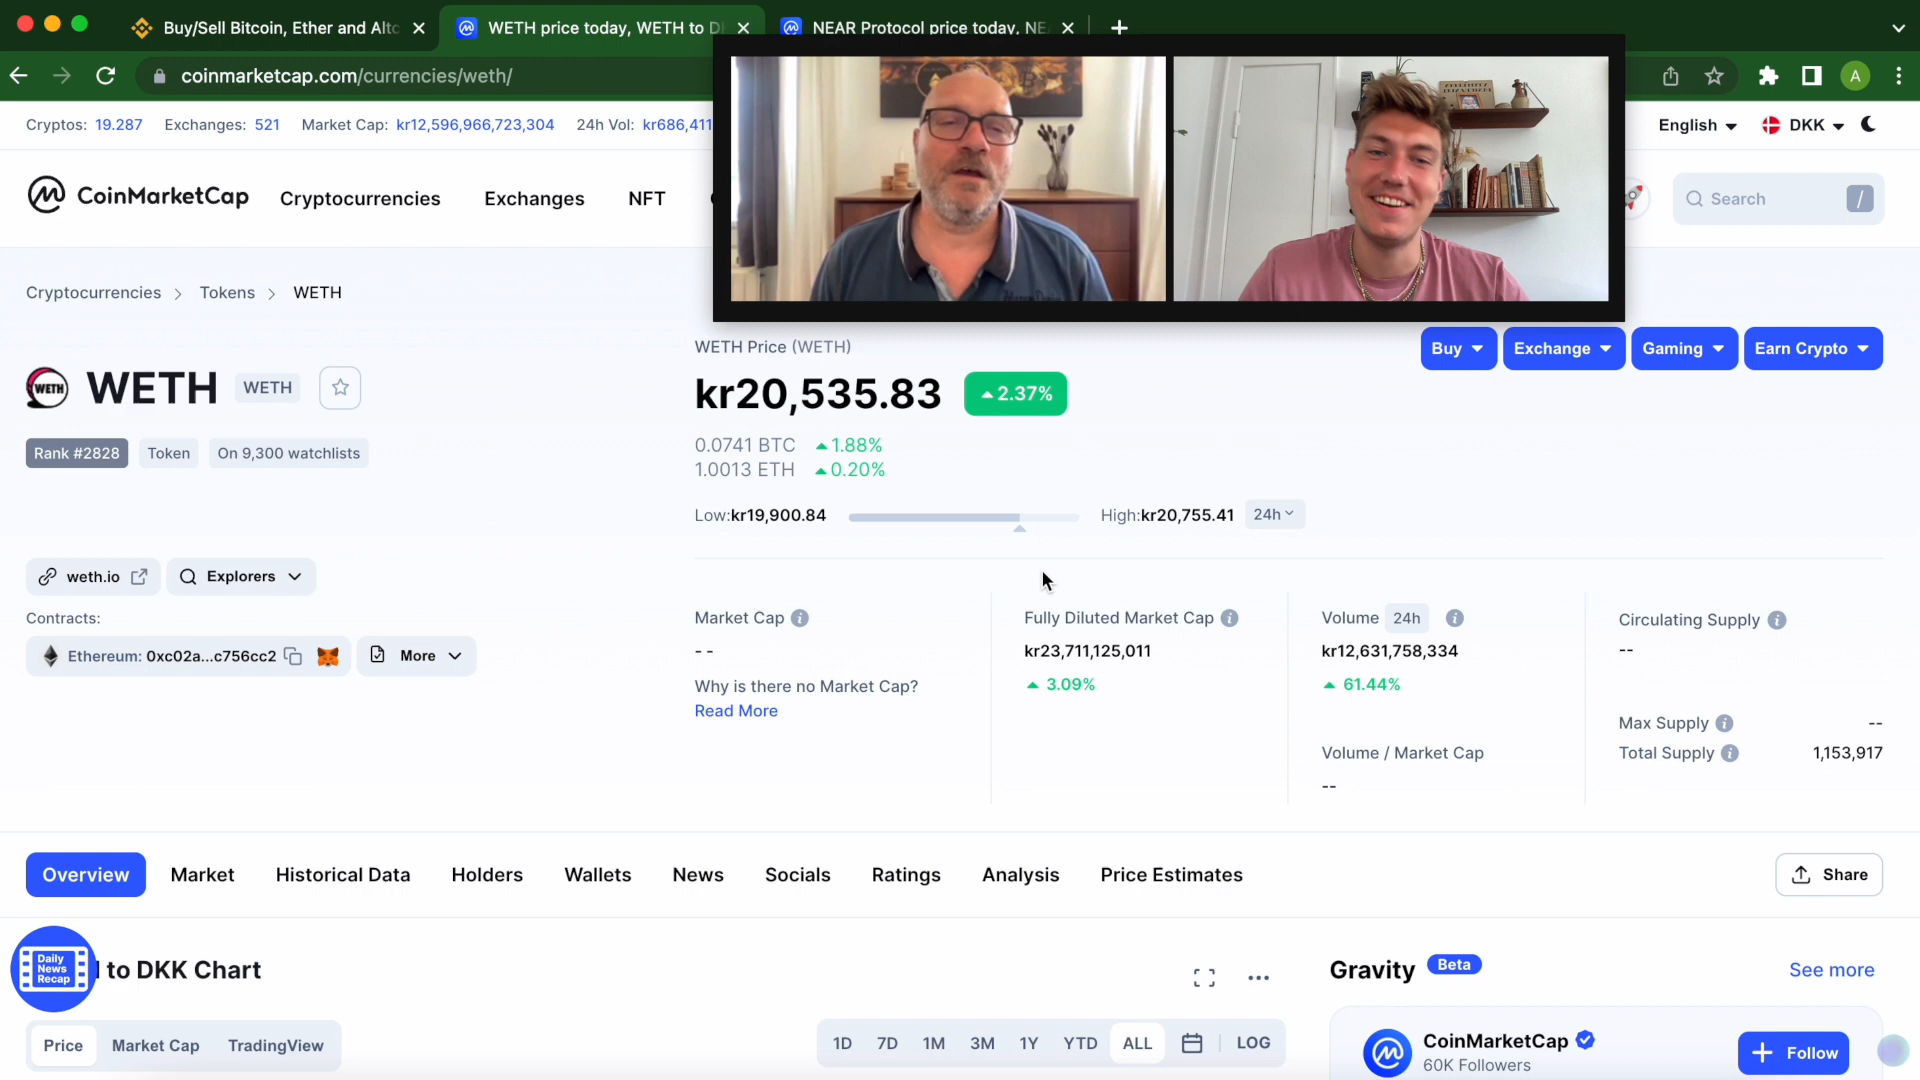 Buy/Sell Bitcoin, Ether and Altc
WETH price today, WETH to D
NEAR Protocol price today, NE
coinmarketcap.com/currencies/weth/
A
Cryptos: 19.287 Exchanges: 521 Market Cap: kr12,596,966,723,304 24h Vol: kr686,411
English DKK
CoinMarketCap Cryptocurrencies Exchanges NFT
Search /
Cryptocurrencies > Tokens > WETH
WETH WETH WETH
Rank #2828 Token On 9,300 watchlists
weth.io Explorers
Contracts:
Ethereum: 0xc02a...c756cc2 More
WETH Price (WETH)
kr20,535.83 2.37%
0.0741 BTC 1.88%
1.0013 ETH 0.20%
Low:kr19,900.84 High:kr20,755.41 24h
Buy Exchange Gaming Earn Crypto
Market Cap
--
Why is there no Market Cap?
Read More
Fully Diluted Market Cap
kr23,711,125,011
3.09%
Volume 24h
kr12,631,758,334
61.44%
Volume / Market Cap
--
Circulating Supply
--
Max Supply --
Total Supply 1,153,917
Overview Market Historical Data Holders Wallets News Socials Ratings Analysis Price Estimates Share
Daily
News
Recap
to DKK Chart
Price Market Cap TradingView
1D 7D 1M 3M 1Y YTD ALL LOG
Gravity Beta See more
CoinMarketCap
60K Followers
+ Follow